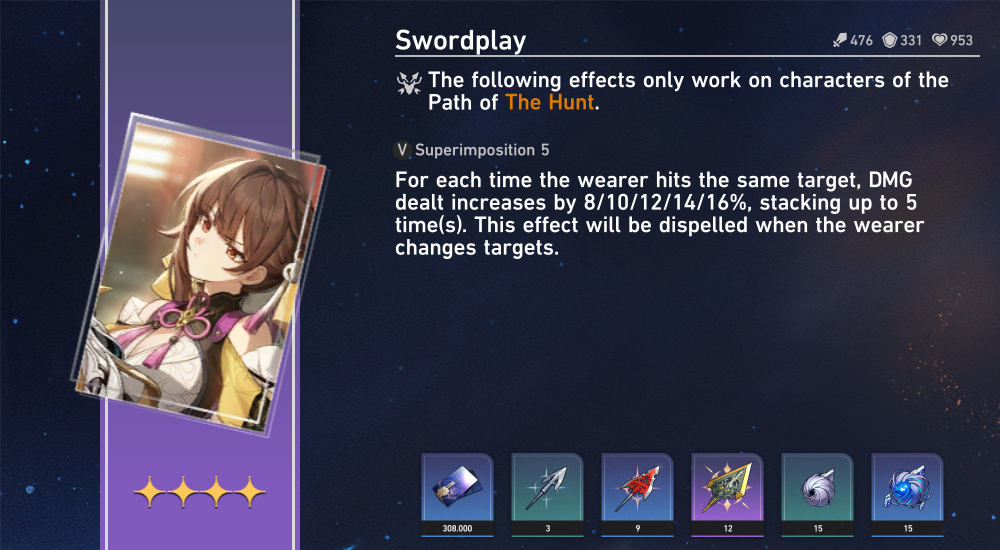 Swordplay
476 331 953
The following effects only work on characters of the
Path of The Hunt.
V Superimposition 5
For each time the wearer hits the same target, DMG
dealt increases by 8/10/12/14/16%, stacking up to 5
time(s). This effect will be dispelled when the wearer
changes targets.
308.000 3 9 12 15 15